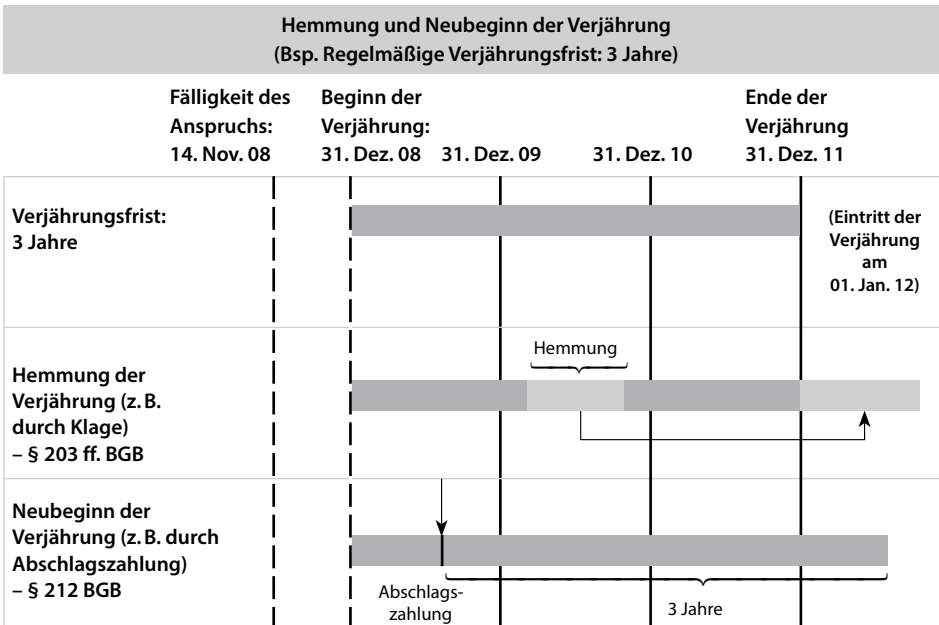 Hemmung und Neubeginn der Verjährung
(Bsp. Regelmäßige Verjährungsfrist: 3 Jahre)
Fälligkeit des
Anspruchs:
14. Nov. 08
Beginn der
Verjährung:
31. Dez. 08
31. Dez. 09
31. Dez. 10
Ende der
Verjährung
31. Dez. 11
Verjährungsfrist:
3 Jahre
(Eintritt der
Verjährung
am
01. Jan. 12)
Hemmung der
Verjährung (z. B.
durch Klage)
– § 203 ff. BGB
Hemmung
Neubeginn der
Verjährung (z. B. durch
Abschlagszahlung)
– § 212 BGB
Abschlags-
zahlung
3 Jahre